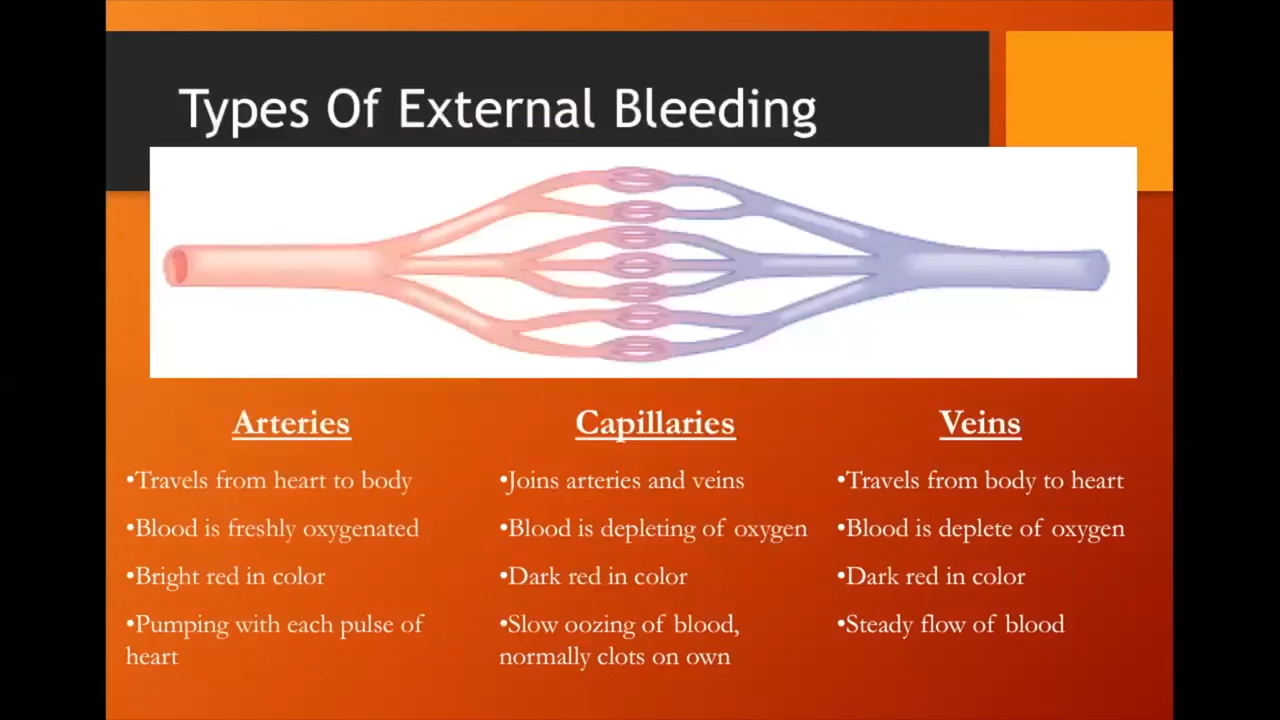 Types Of External Bleeding
Arteries
•Travels from heart to body
•Blood is freshly oxygenated
•Bright red in color
•Pumping with each pulse of
heart
Capillaries
•Joins arteries and veins
•Blood is depleting of oxygen
•Dark red in color
•Slow oozing of blood,
normally clots on own
Veins
•Travels from body to heart
•Blood is deplete of oxygen
•Dark red in color
•Steady flow of blood